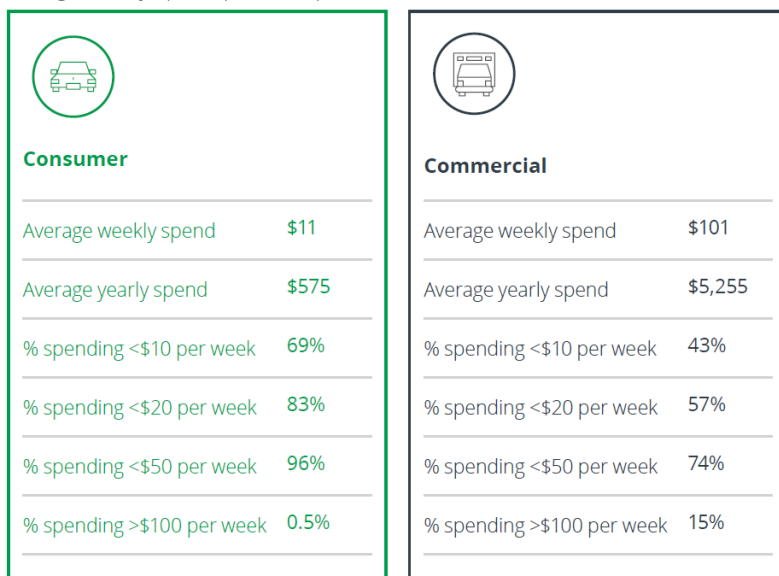 Consumer
Average weekly spend $11
Average yearly spend $575
% spending <$10 per week 69%
% spending <$20 per week 83%
% spending <$50 per week 96%
% spending >$100 per week 0.5%
Commercial
Average weekly spend $101
Average yearly spend $5,255
% spending <$10 per week 43%
% spending <$20 per week 57%
% spending <$50 per week 74%
% spending >$100 per week 15%